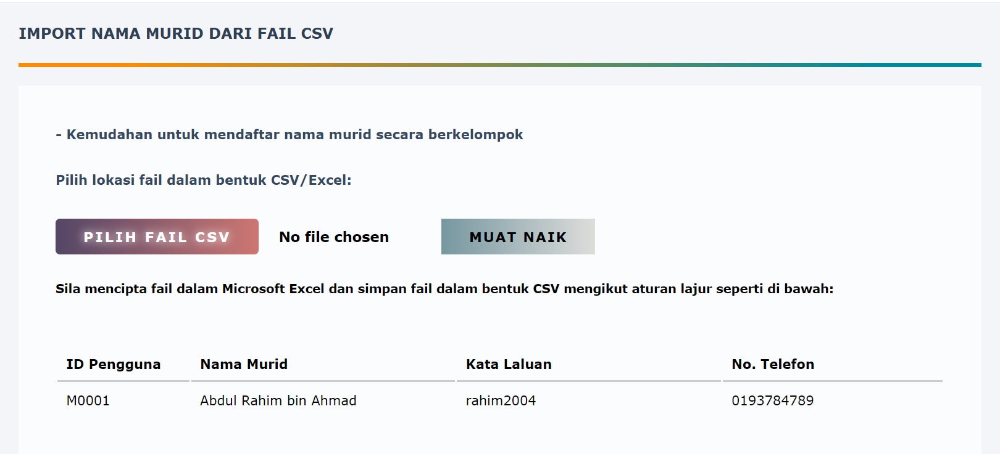 IMPORT NAMA MURID DARI FAIL CSV
- Kemudahan untuk mendaftar nama murid secara berkelompok
Pilih lokasi fail dalam bentuk CSV/Excel:
PILIH FAIL CSV No file chosen MUAT NAIK
Sila mencipta fail dalam Microsoft Excel dan simpan fail dalam bentuk CSV mengikut aturan lajur seperti di bawah:
ID Pengguna Nama Murid Kata Laluan No. Telefon
M0001 Abdul Rahim bin Ahmad rahim2004 0193784789